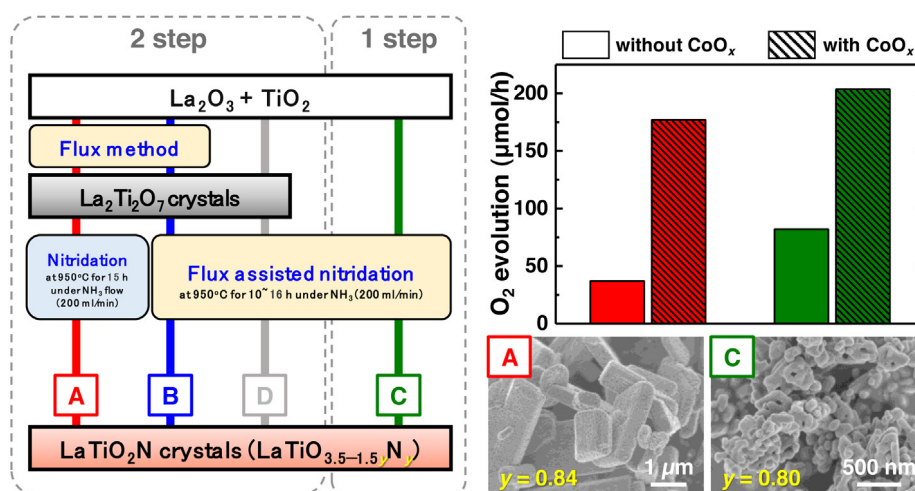 2 step
1 step
La₂O₃ + TiO₂
Flux method
La₂Ti₂O₇ crystals
Nitridation
at 950°C for 15 h
under NH₃ flow
(200 ml/min)
Flux assisted nitridation
at 950°C for 10~16 h under NH₃ (200 ml/min)
A
B
D
C
LaTiO₂N crystals (LaTiO₃.₅₋₁.₅yNy)
without CoOₓ
with CoOₓ
O₂ evolution (μmol/h)
200
150
100
50
0
A
y = 0.84
1 μm
C
y = 0.80
500 nm